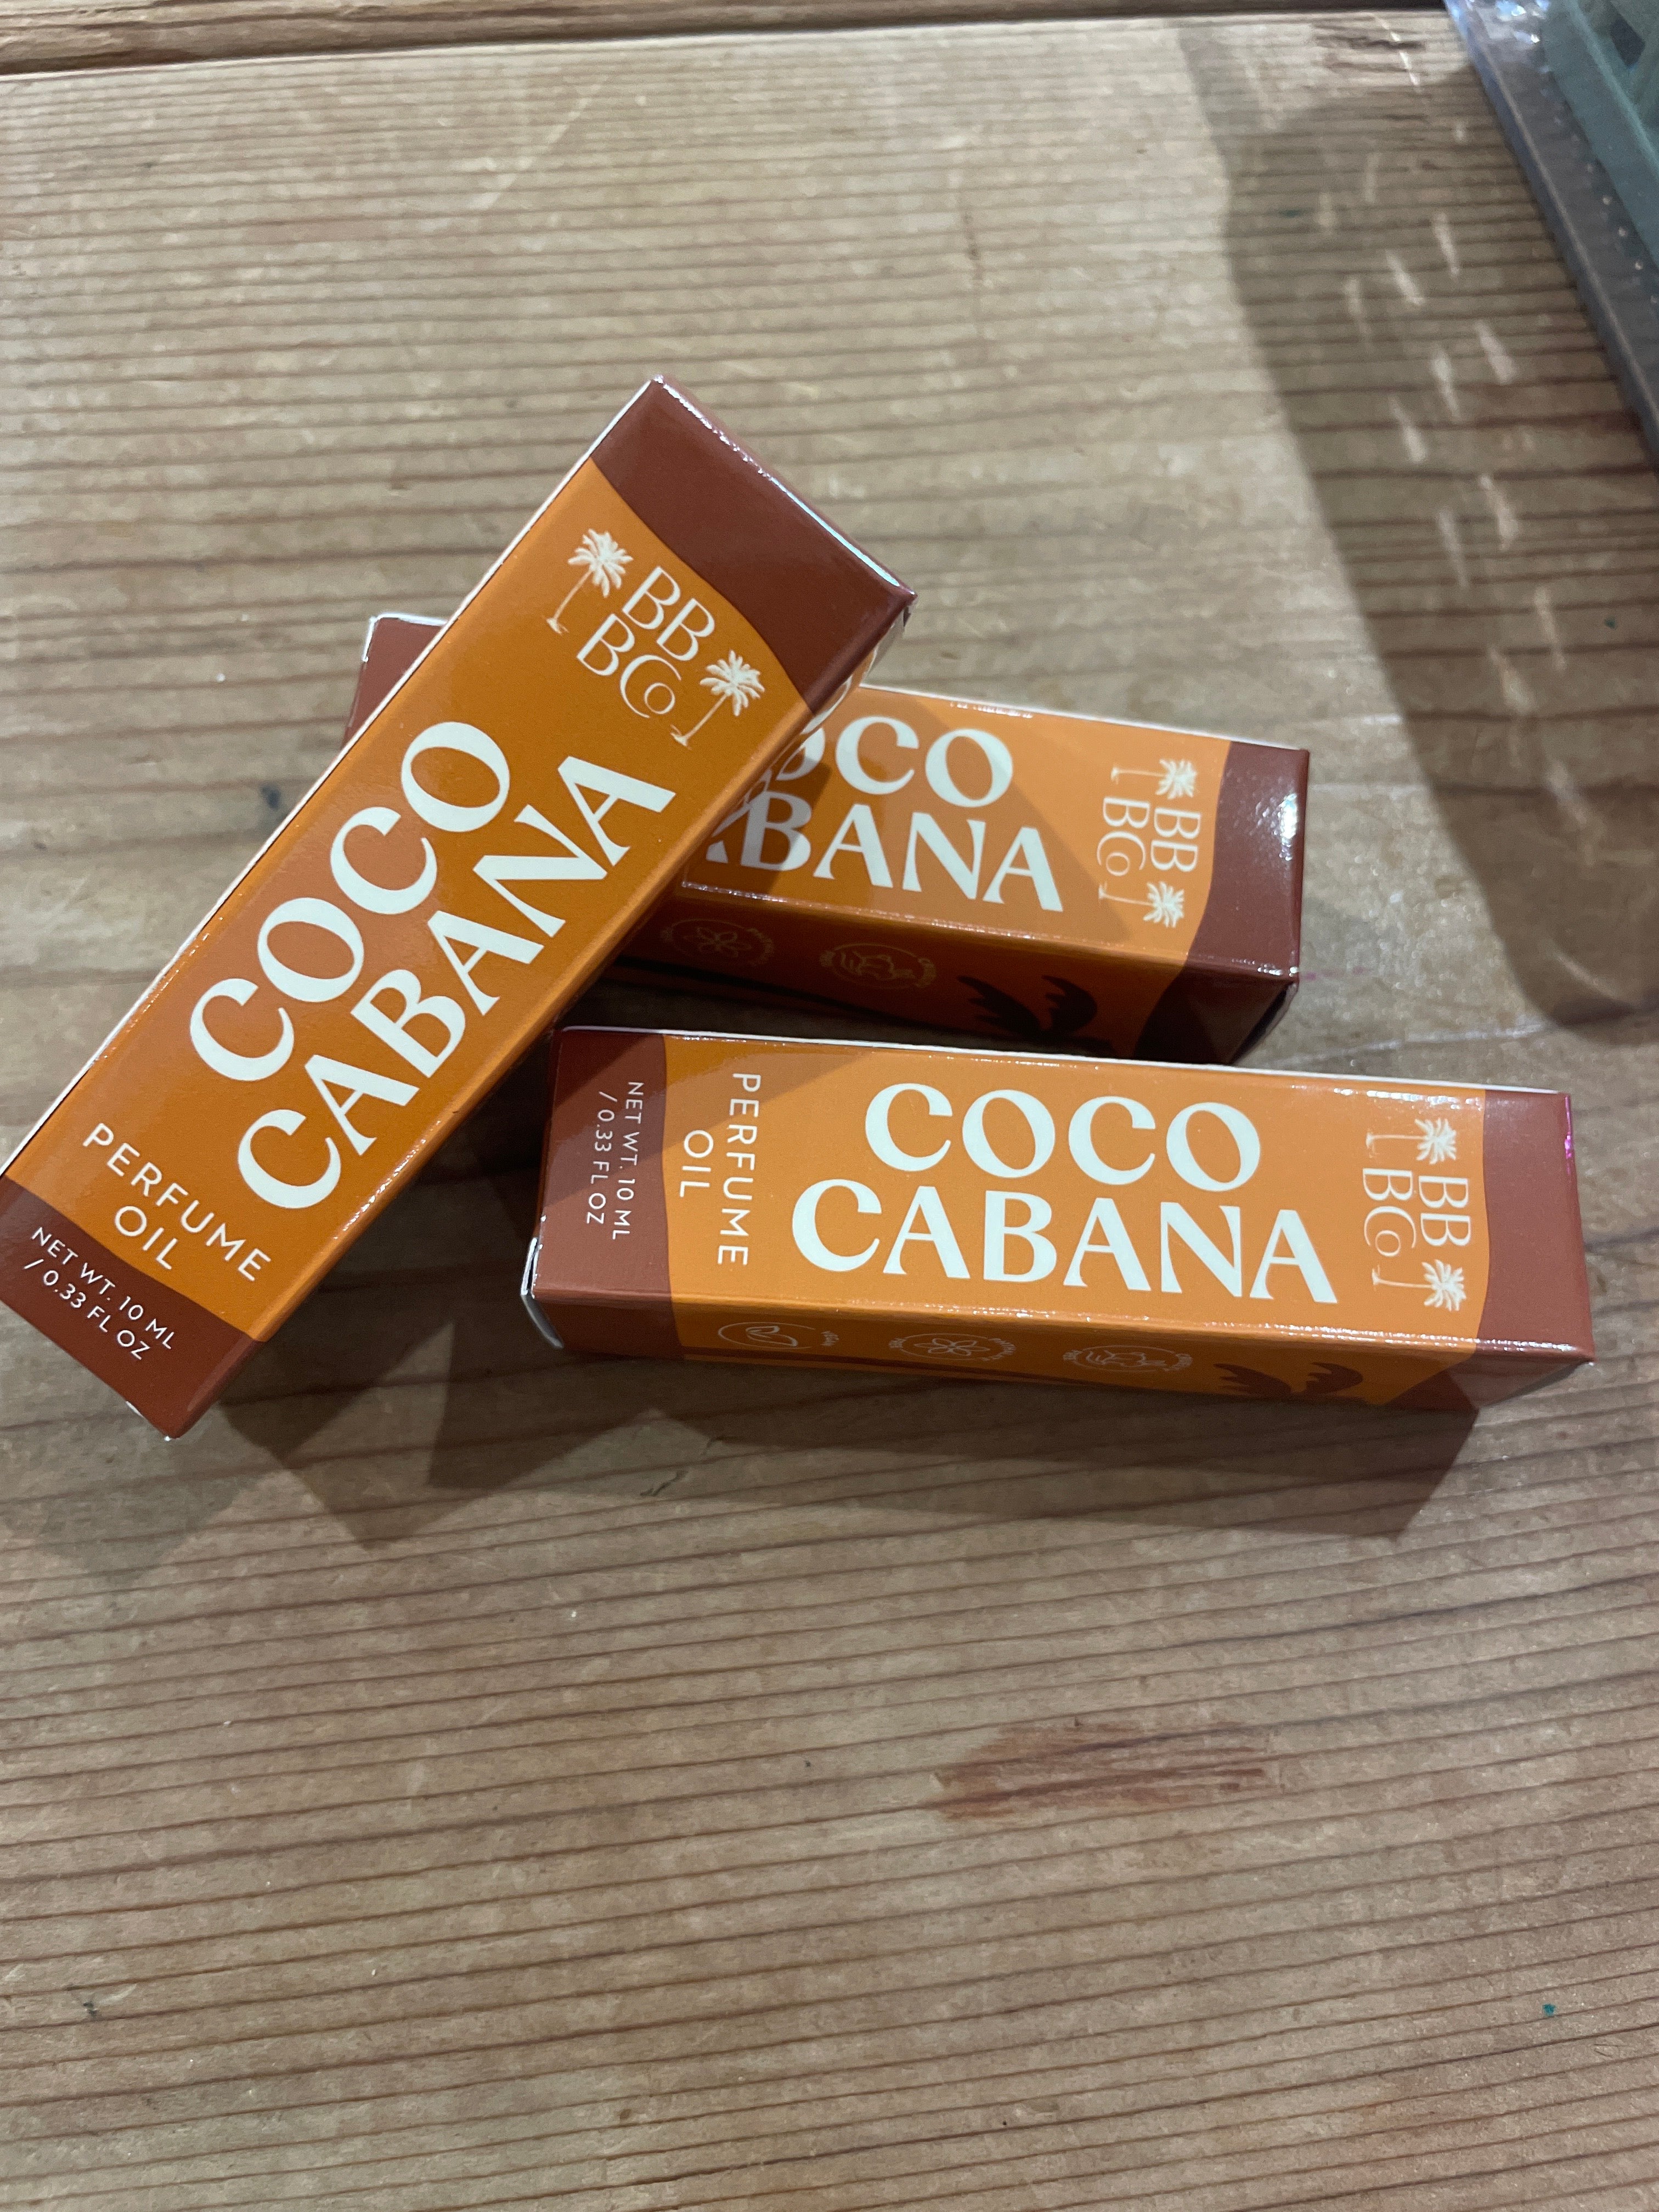 BB
BCo
COCO
CABANA
PERFUME
OIL
NET WT. 10 ML
/ 0.33 FL OZ
COCO
BB
BCo
COCO
CABANA
PERFUME
OIL
NET WT. 10 ML
/ 0.33 FL OZ
BB
BCo